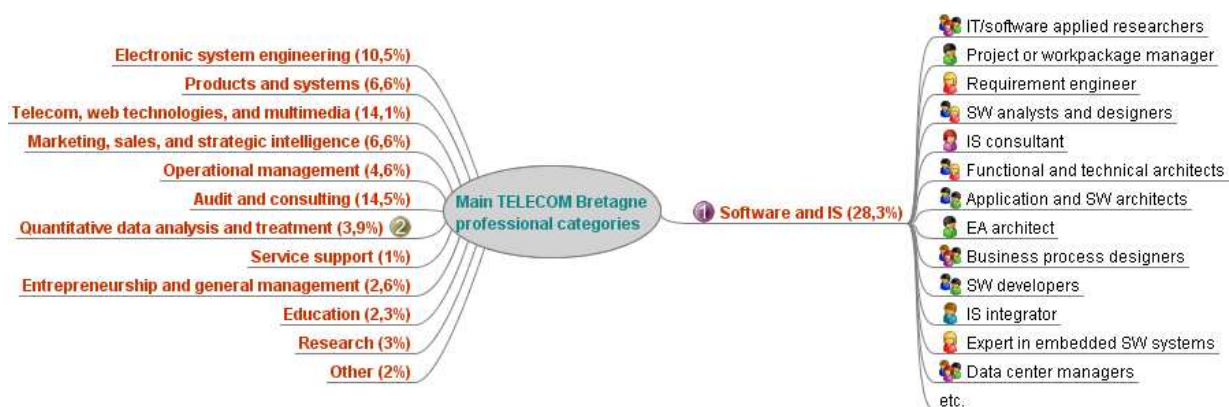 Electronic system engineering (10,5%)
Products and systems (6,6%)
Telecom, web technologies, and multimedia (14,1%)
Marketing, sales, and strategic intelligence (6,6%)
Operational management (4,6%)
Audit and consulting (14,5%)
Quantitative data analysis and treatment (3,9%) 2
Service support (1%)
Entrepreneurship and general management (2,6%)
Education (2,3%)
Research (3%)
Other (2%)
Main TELECOM Bretagne
professional categories
1 Software and IS (28,3%)
IT/software applied researchers
Project or workpackage manager
Requirement engineer
SW analysts and designers
IS consultant
Functional and technical architects
Application and SW architects
EA architect
Business process designers
SW developers
IS integrator
Expert in embedded SW systems
Data center managers
etc.